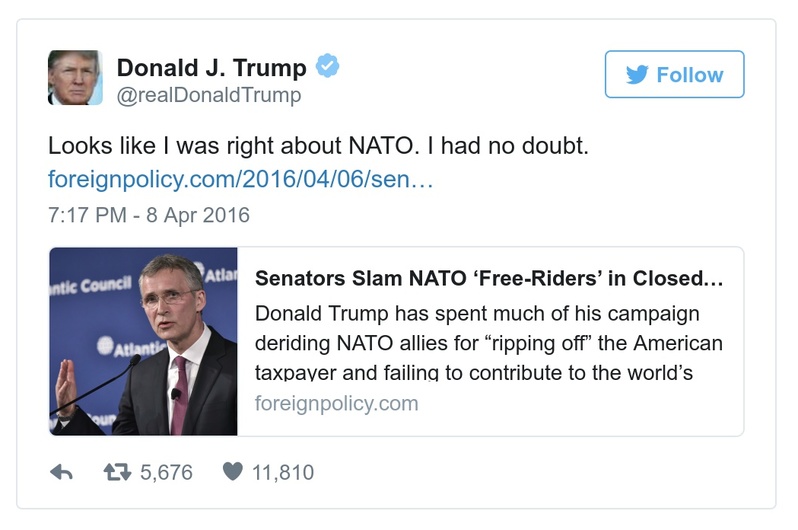 Donald J. Trump
@realDonaldTrump
Follow
Looks like I was right about NATO. I had no doubt.
foreignpolicy.com/2016/04/06/sen…
7:17 PM - 8 Apr 2016
ntic Council
Atlan
Atlantic
Senators Slam NATO ‘Free-Riders’ in Closed…
Donald Trump has spent much of his campaign
deriding NATO allies for “ripping off” the American
taxpayer and failing to contribute to the world’s
foreignpolicy.com
5,676
11,810